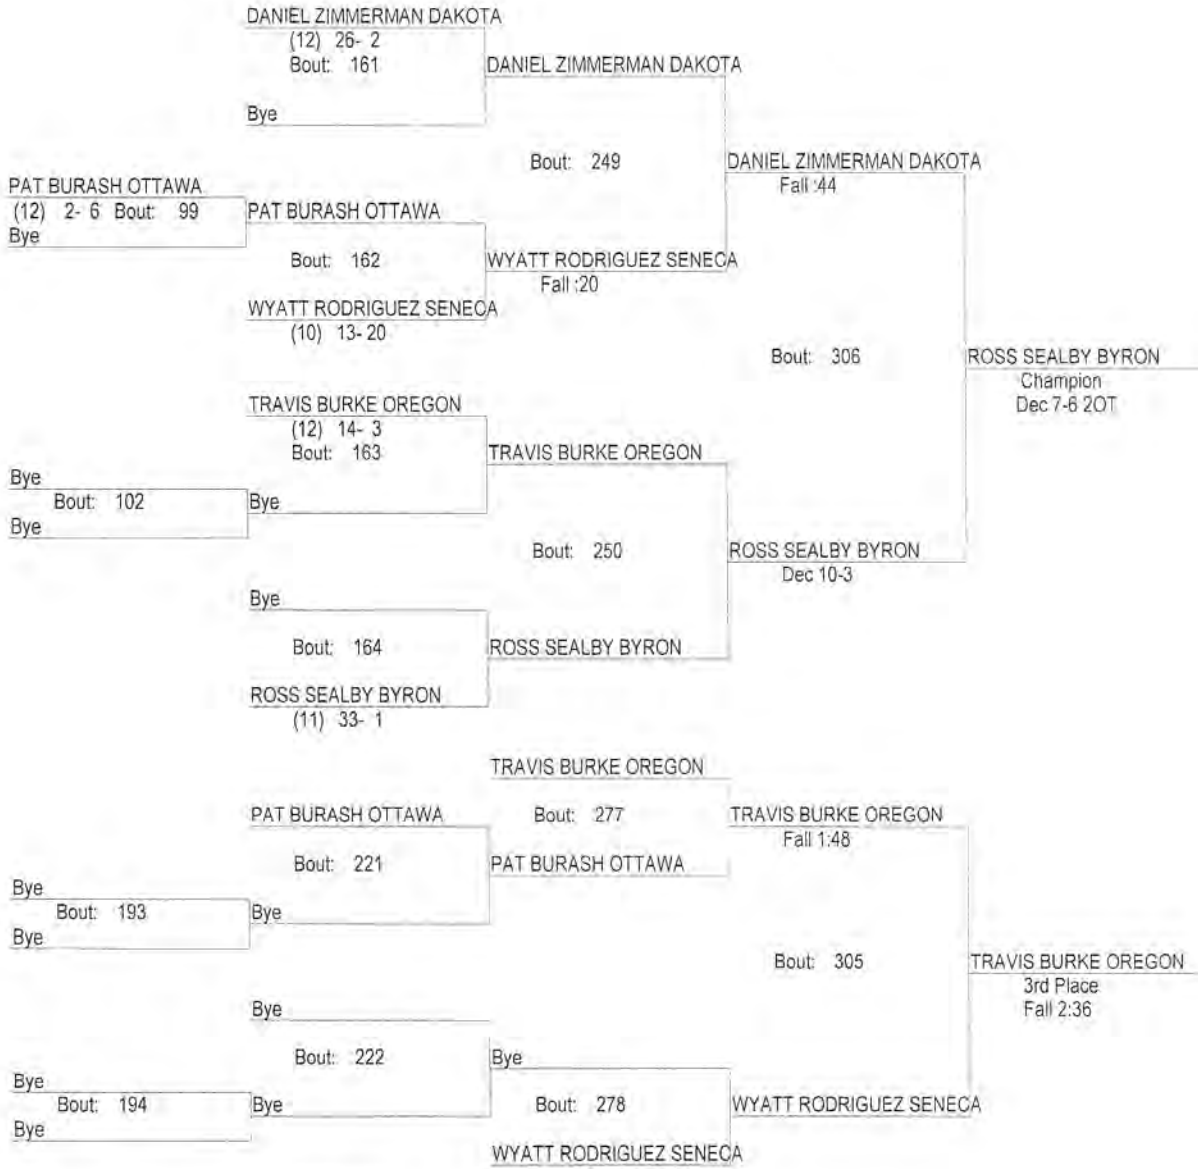 DANIEL ZIMMERMAN DAKOTA
(12) 26- 2
Bout: 161
DANIEL ZIMMERMAN DAKOTA
Bye
Bout: 249
DANIEL ZIMMERMAN DAKOTA
Fall :44
PAT BURASH OTTAWA
(12) 2- 6 Bout: 99
PAT BURASH OTTAWA
Bye
Bout: 162
WYATT RODRIGUEZ SENECA
Fall :20
WYATT RODRIGUEZ SENECA
(10) 13- 20
Bout: 306
ROSS SEALBY BYRON
Champion
Dec 7-6 2OT
TRAVIS BURKE OREGON
(12) 14- 3
Bout: 163
TRAVIS BURKE OREGON
Bye
Bout: 102
Bye
Bye
Bout: 250
ROSS SEALBY BYRON
Dec 10-3
Bye
Bout: 164
ROSS SEALBY BYRON
ROSS SEALBY BYRON
(11) 33- 1
TRAVIS BURKE OREGON
PAT BURASH OTTAWA
Bout: 277
TRAVIS BURKE OREGON
Fall 1:48
Bout: 221
PAT BURASH OTTAWA
Bye
Bout: 193
Bye
Bye
Bout: 305
TRAVIS BURKE OREGON
3rd Place
Fall 2:36
Bye
Bout: 222
Bye
Bye
Bout: 194
Bye
Bout: 278
WYATT RODRIGUEZ SENECA
Bye
WYATT RODRIGUEZ SENECA